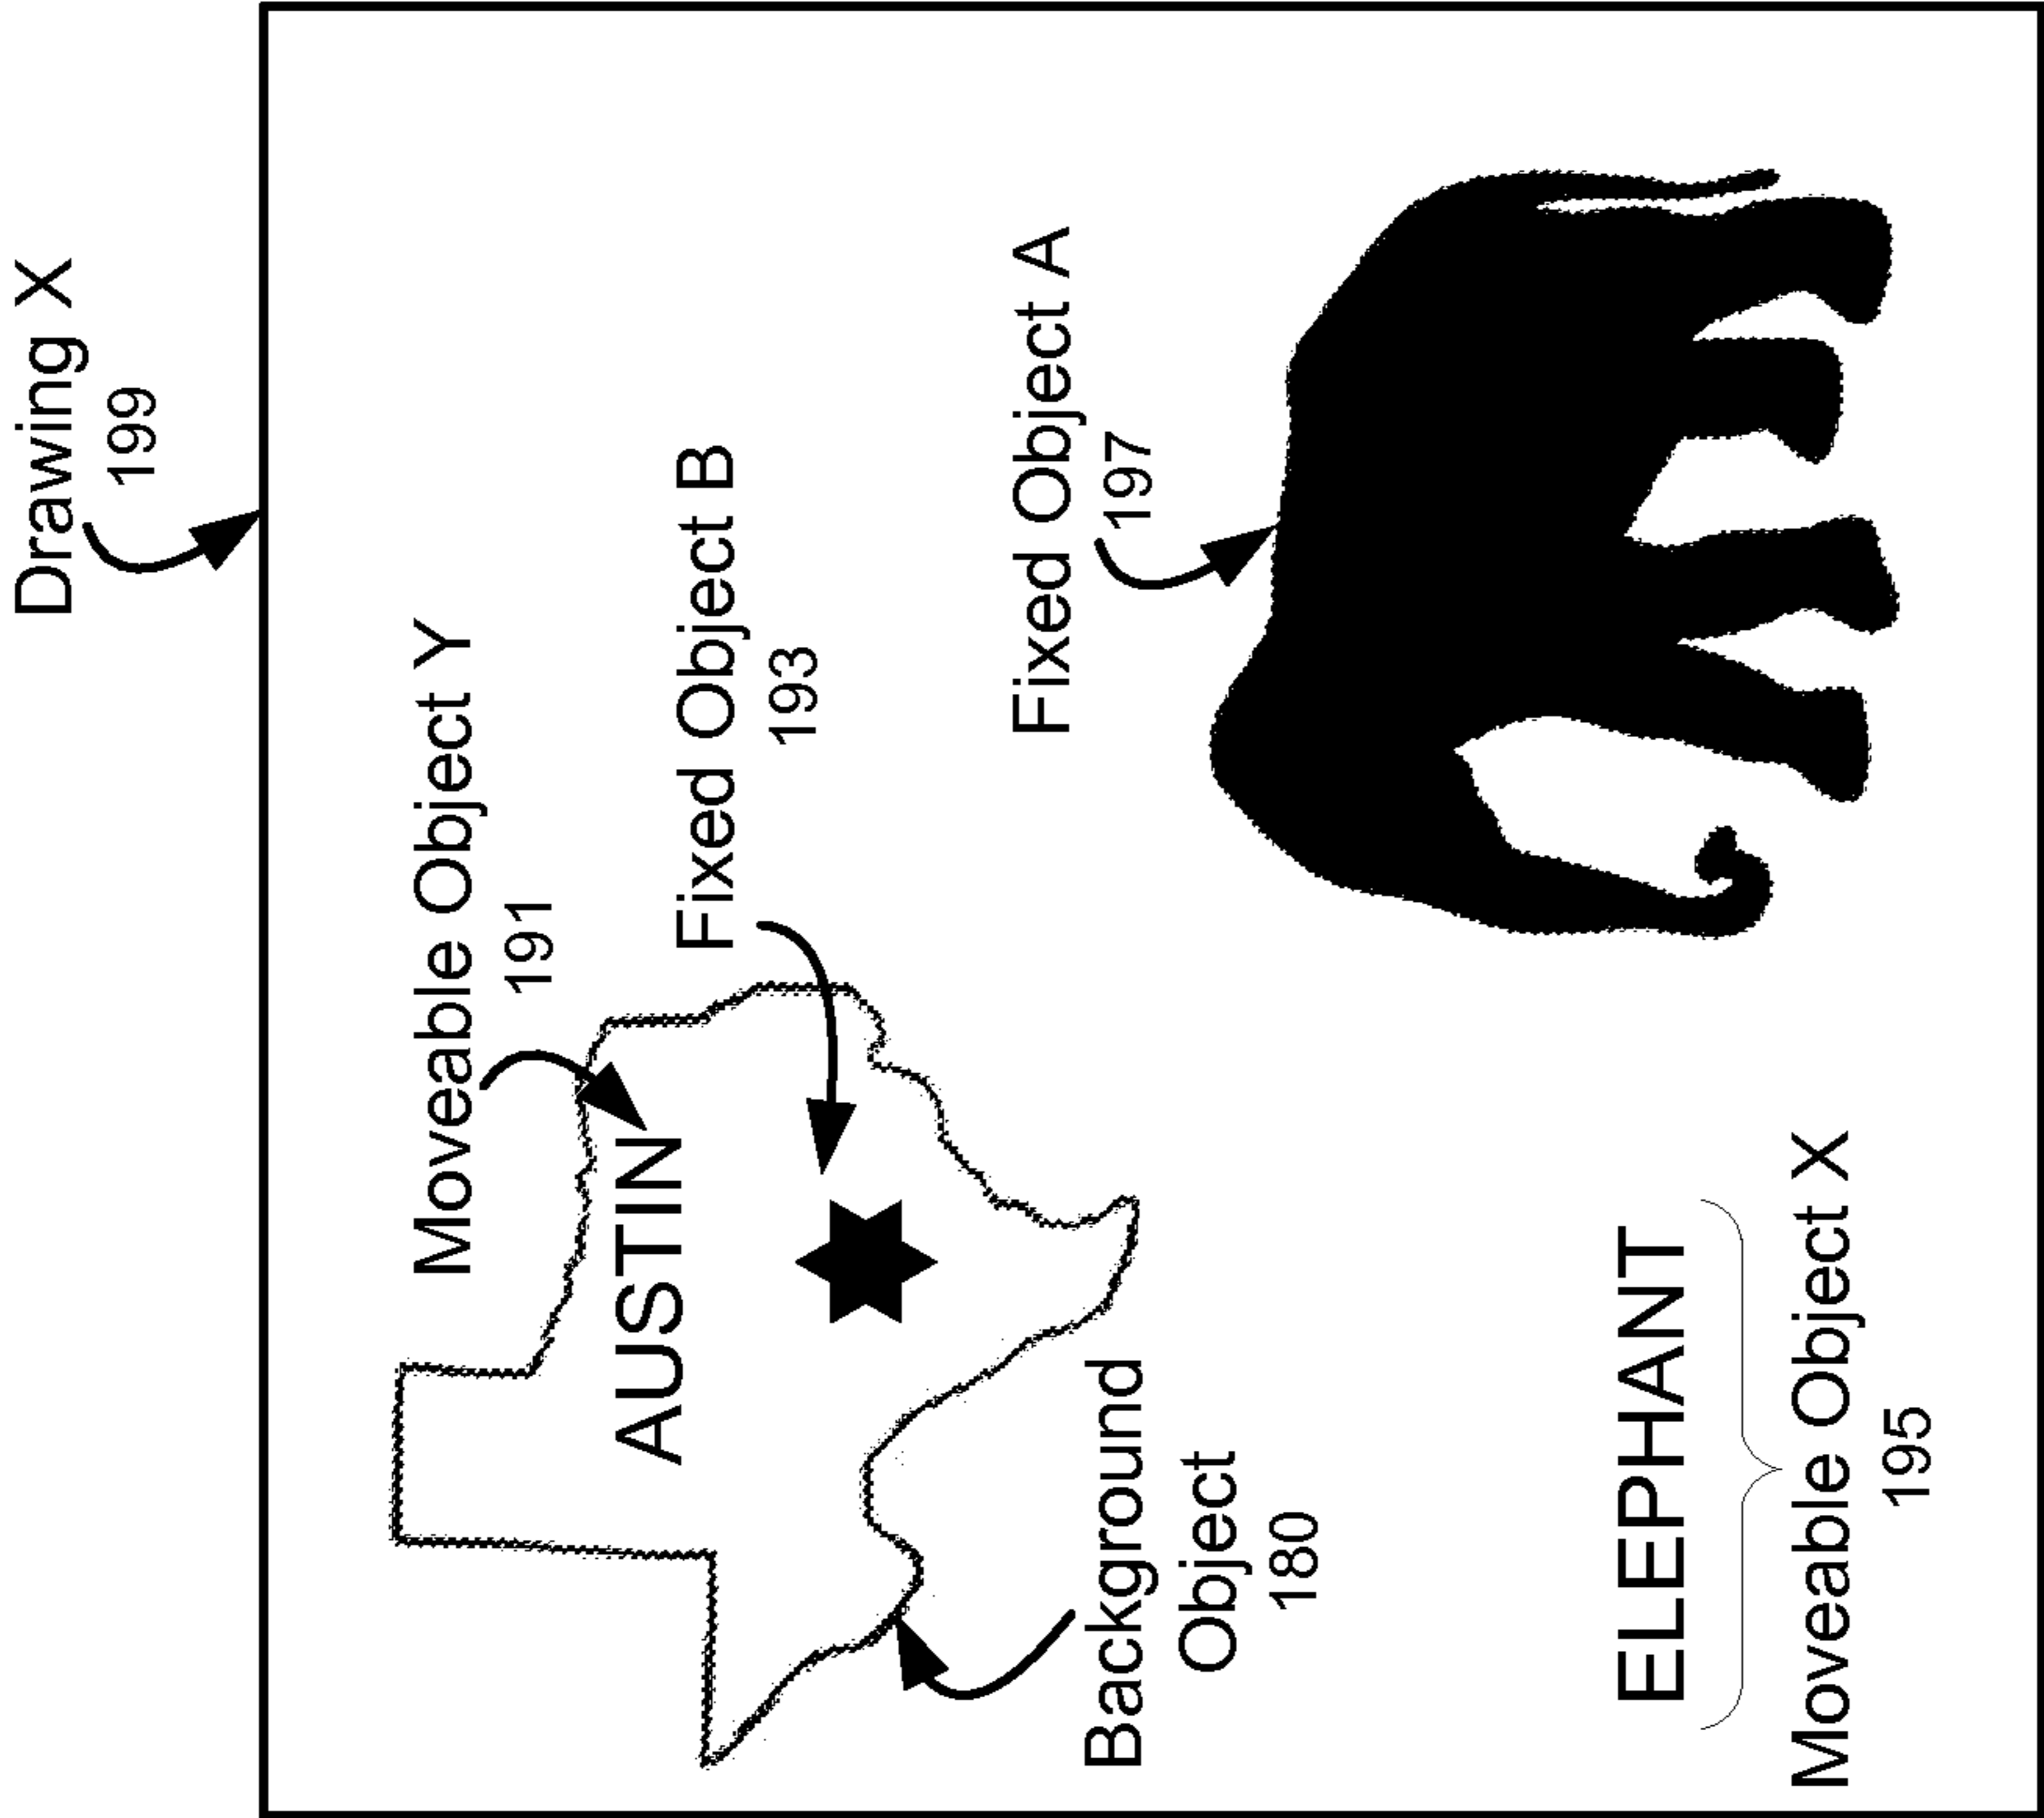 Drawing X
199
Moveable Object Y
191
AUSTIN
Fixed Object B
193
Fixed Object A
197
Background
Object
180
ELEPHANT
Moveable Object X
195